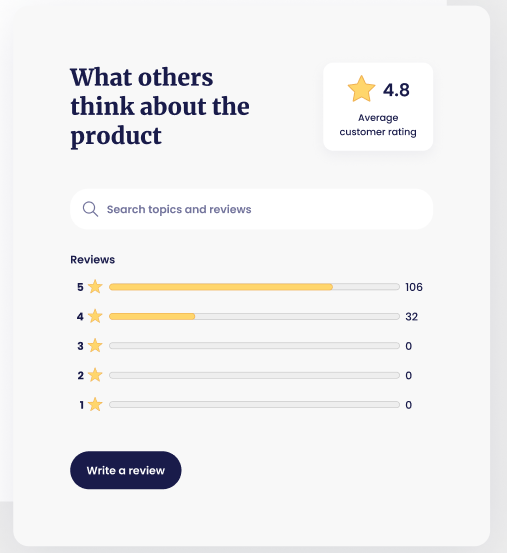 What others
think about the
product
4.8
Average
customer rating
Search topics and reviews
Reviews
5 106
4 32
3 0
2 0
1 0
Write a review